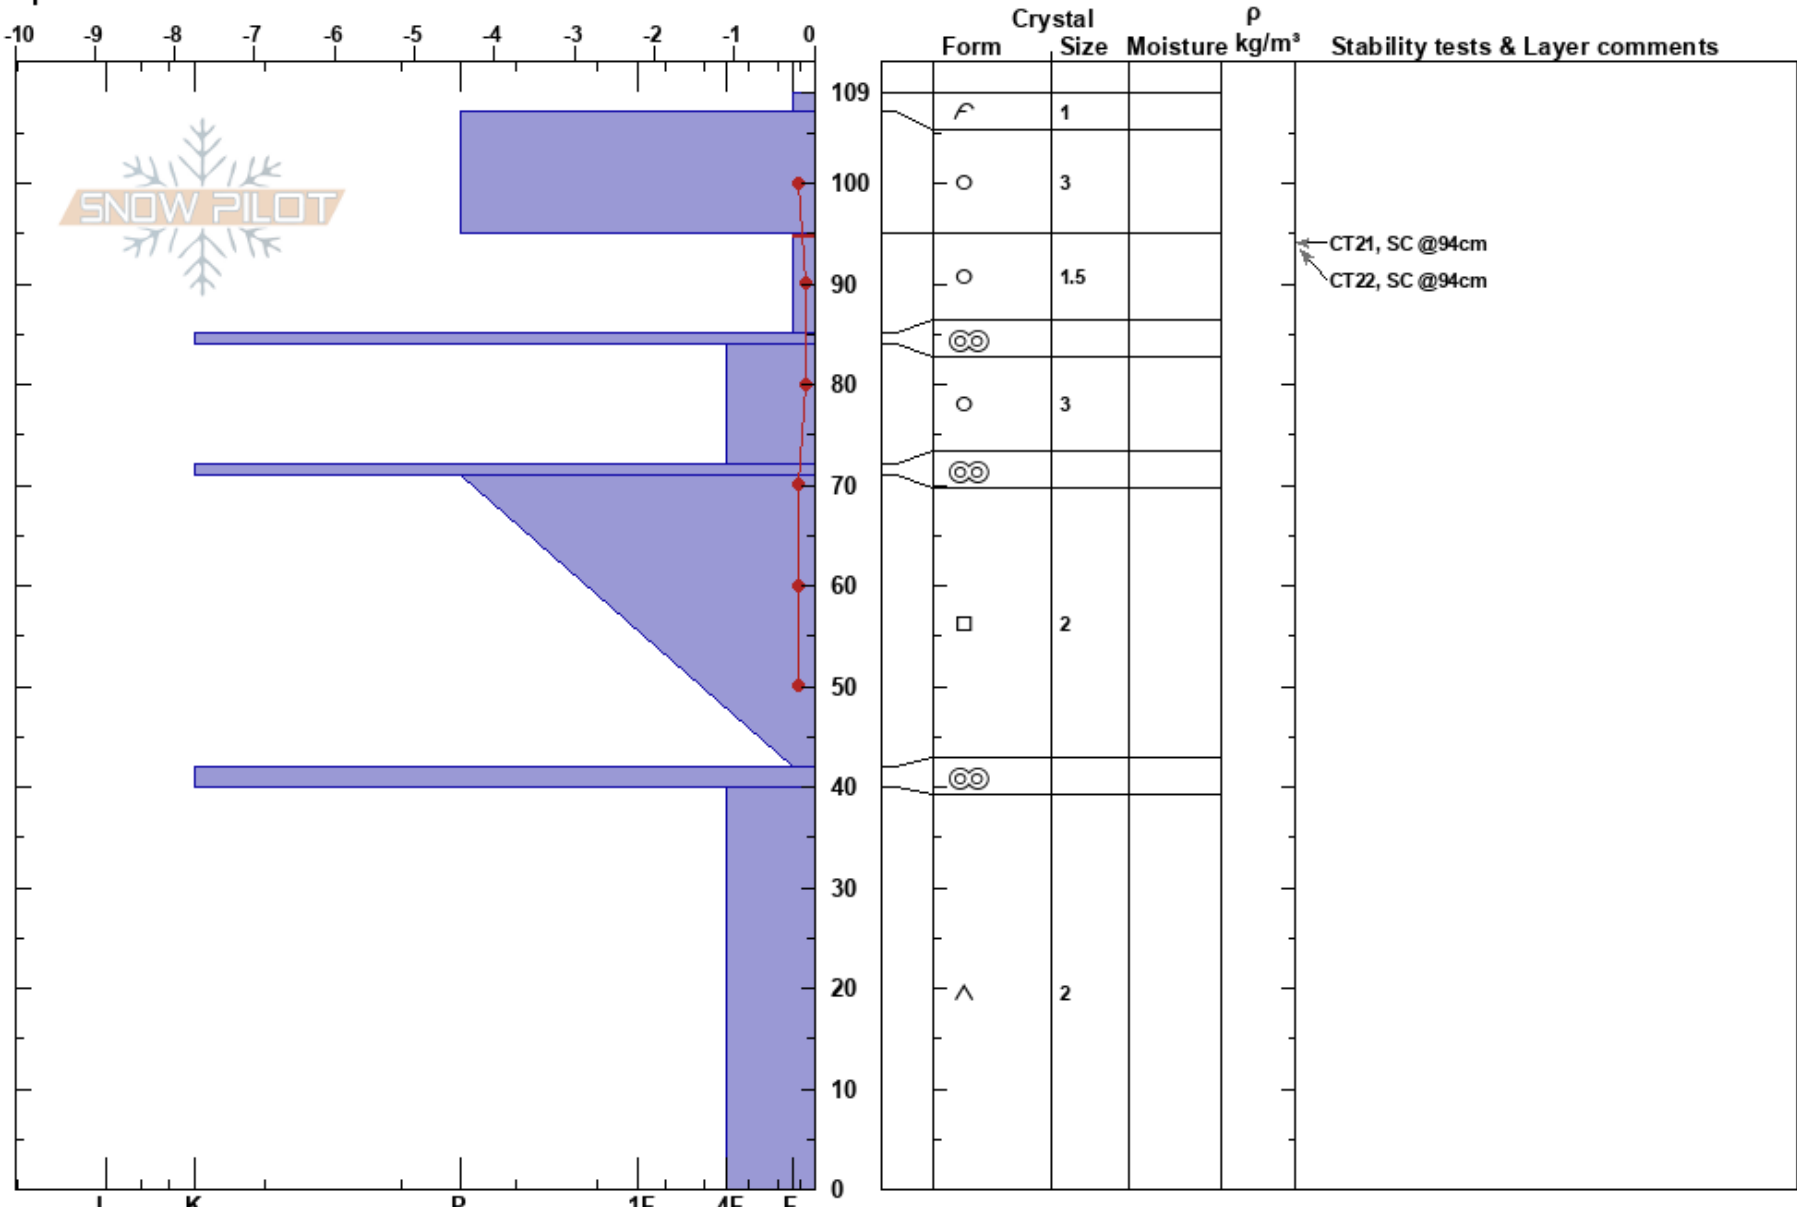 Crystal ρ
-10 -9 -8 -7 -6 -5 -4 -3 -2 -1 0 Form Size Moisture kg/m³ Stability tests & Layer comments
109
1
SNOW PILOT
100 3
CT21, SC @94cm
90 1.5 CT22, SC @94cm
80
3
70
60
2
50
40
30
20 2
10
0
I K P 1F 4F F